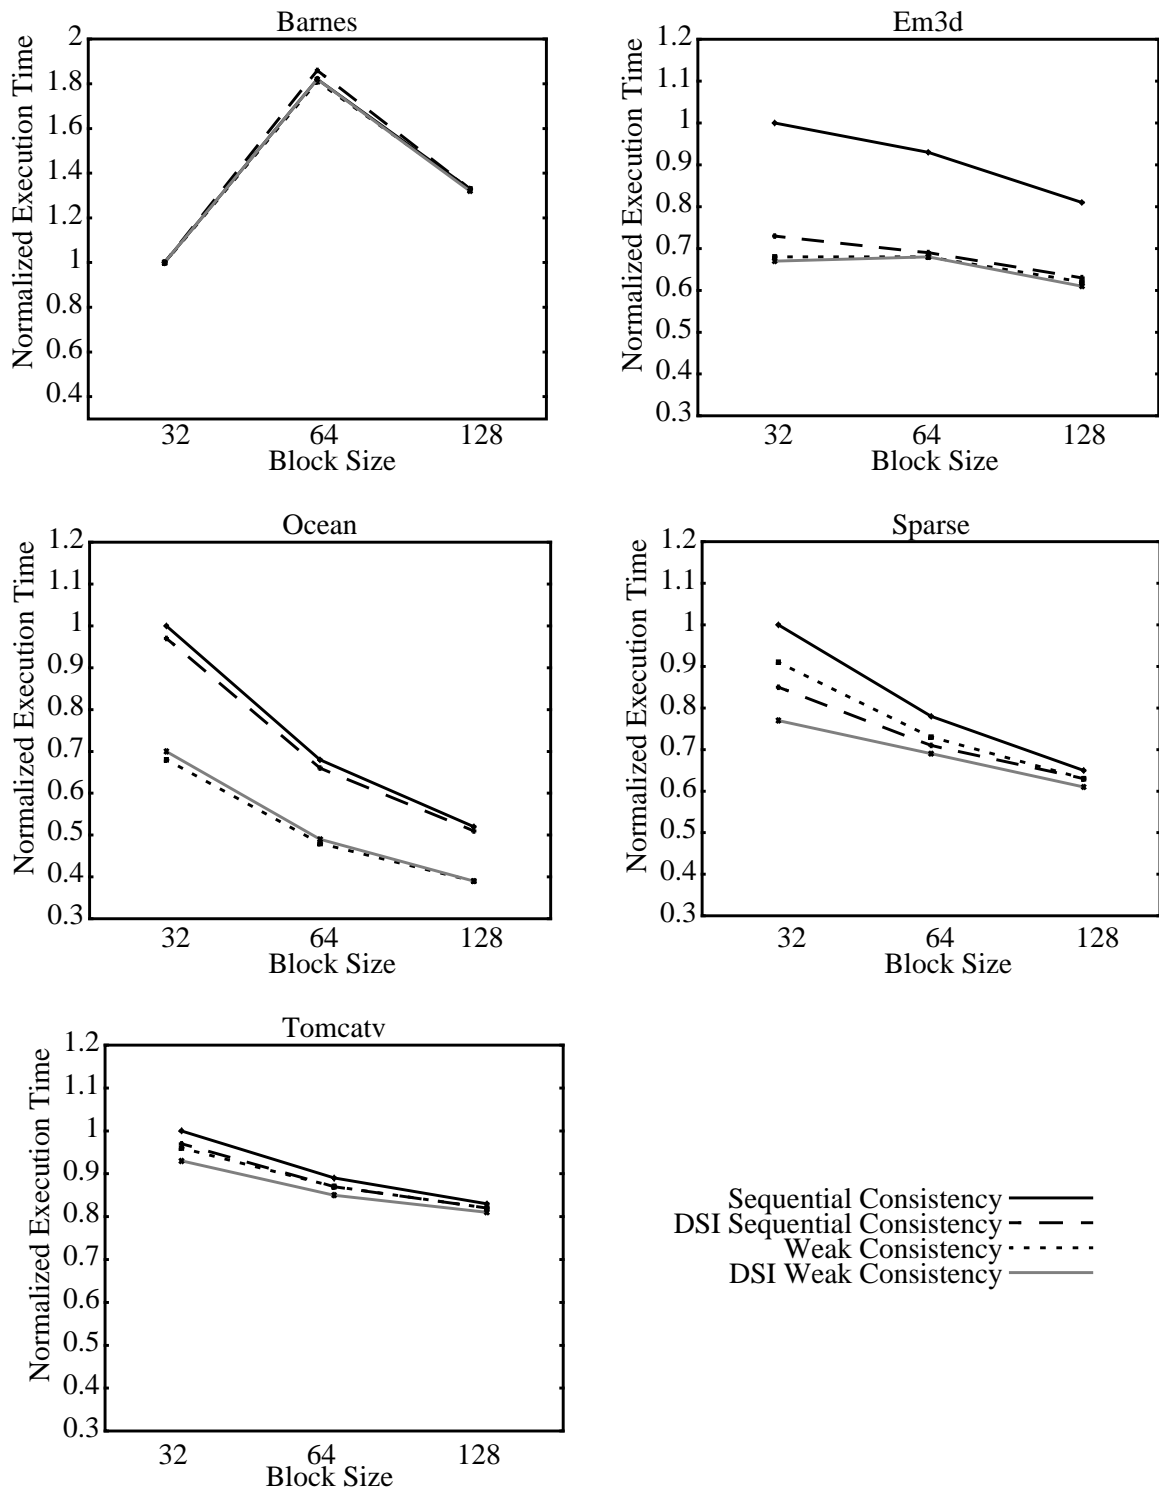 Barnes
Normalized Execution Time
2
1.8
1.6
1.4
1.2
1
0.8
0.6
0.4
32 64 128
Block Size
Em3d
Normalized Execution Time
1.2
1.1
1
0.9
0.8
0.7
0.6
0.5
0.4
0.3
32 64 128
Block Size
Ocean
Normalized Execution Time
1.2
1.1
1
0.9
0.8
0.7
0.6
0.5
0.4
0.3
32 64 128
Block Size
Sparse
Normalized Execution Time
1.2
1.1
1
0.9
0.8
0.7
0.6
0.5
0.4
0.3
32 64 128
Block Size
Tomcatv
Normalized Execution Time
1.2
1.1
1
0.9
0.8
0.7
0.6
0.5
0.4
0.3
32 64 128
Block Size
Sequential Consistency
DSI Sequential Consistency
Weak Consistency
DSI Weak Consistency